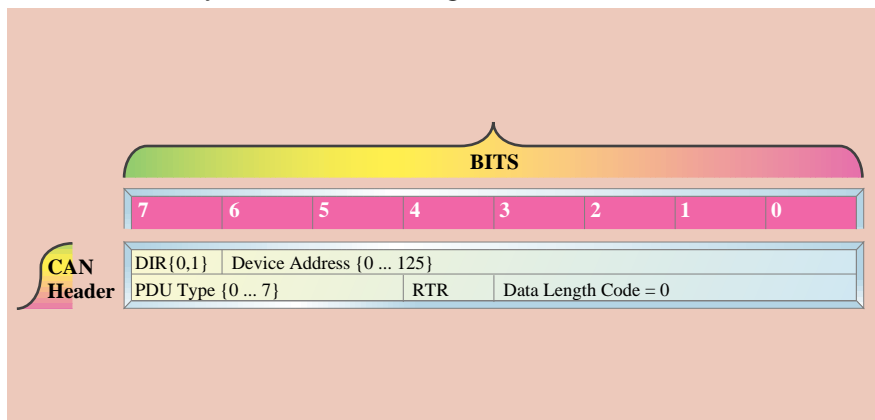 BITS
7 6 5 4 3 2 1 0
CAN
Header
DIR{0,1} Device Address {0 ... 125}
PDU Type {0 ... 7} RTR Data Length Code = 0